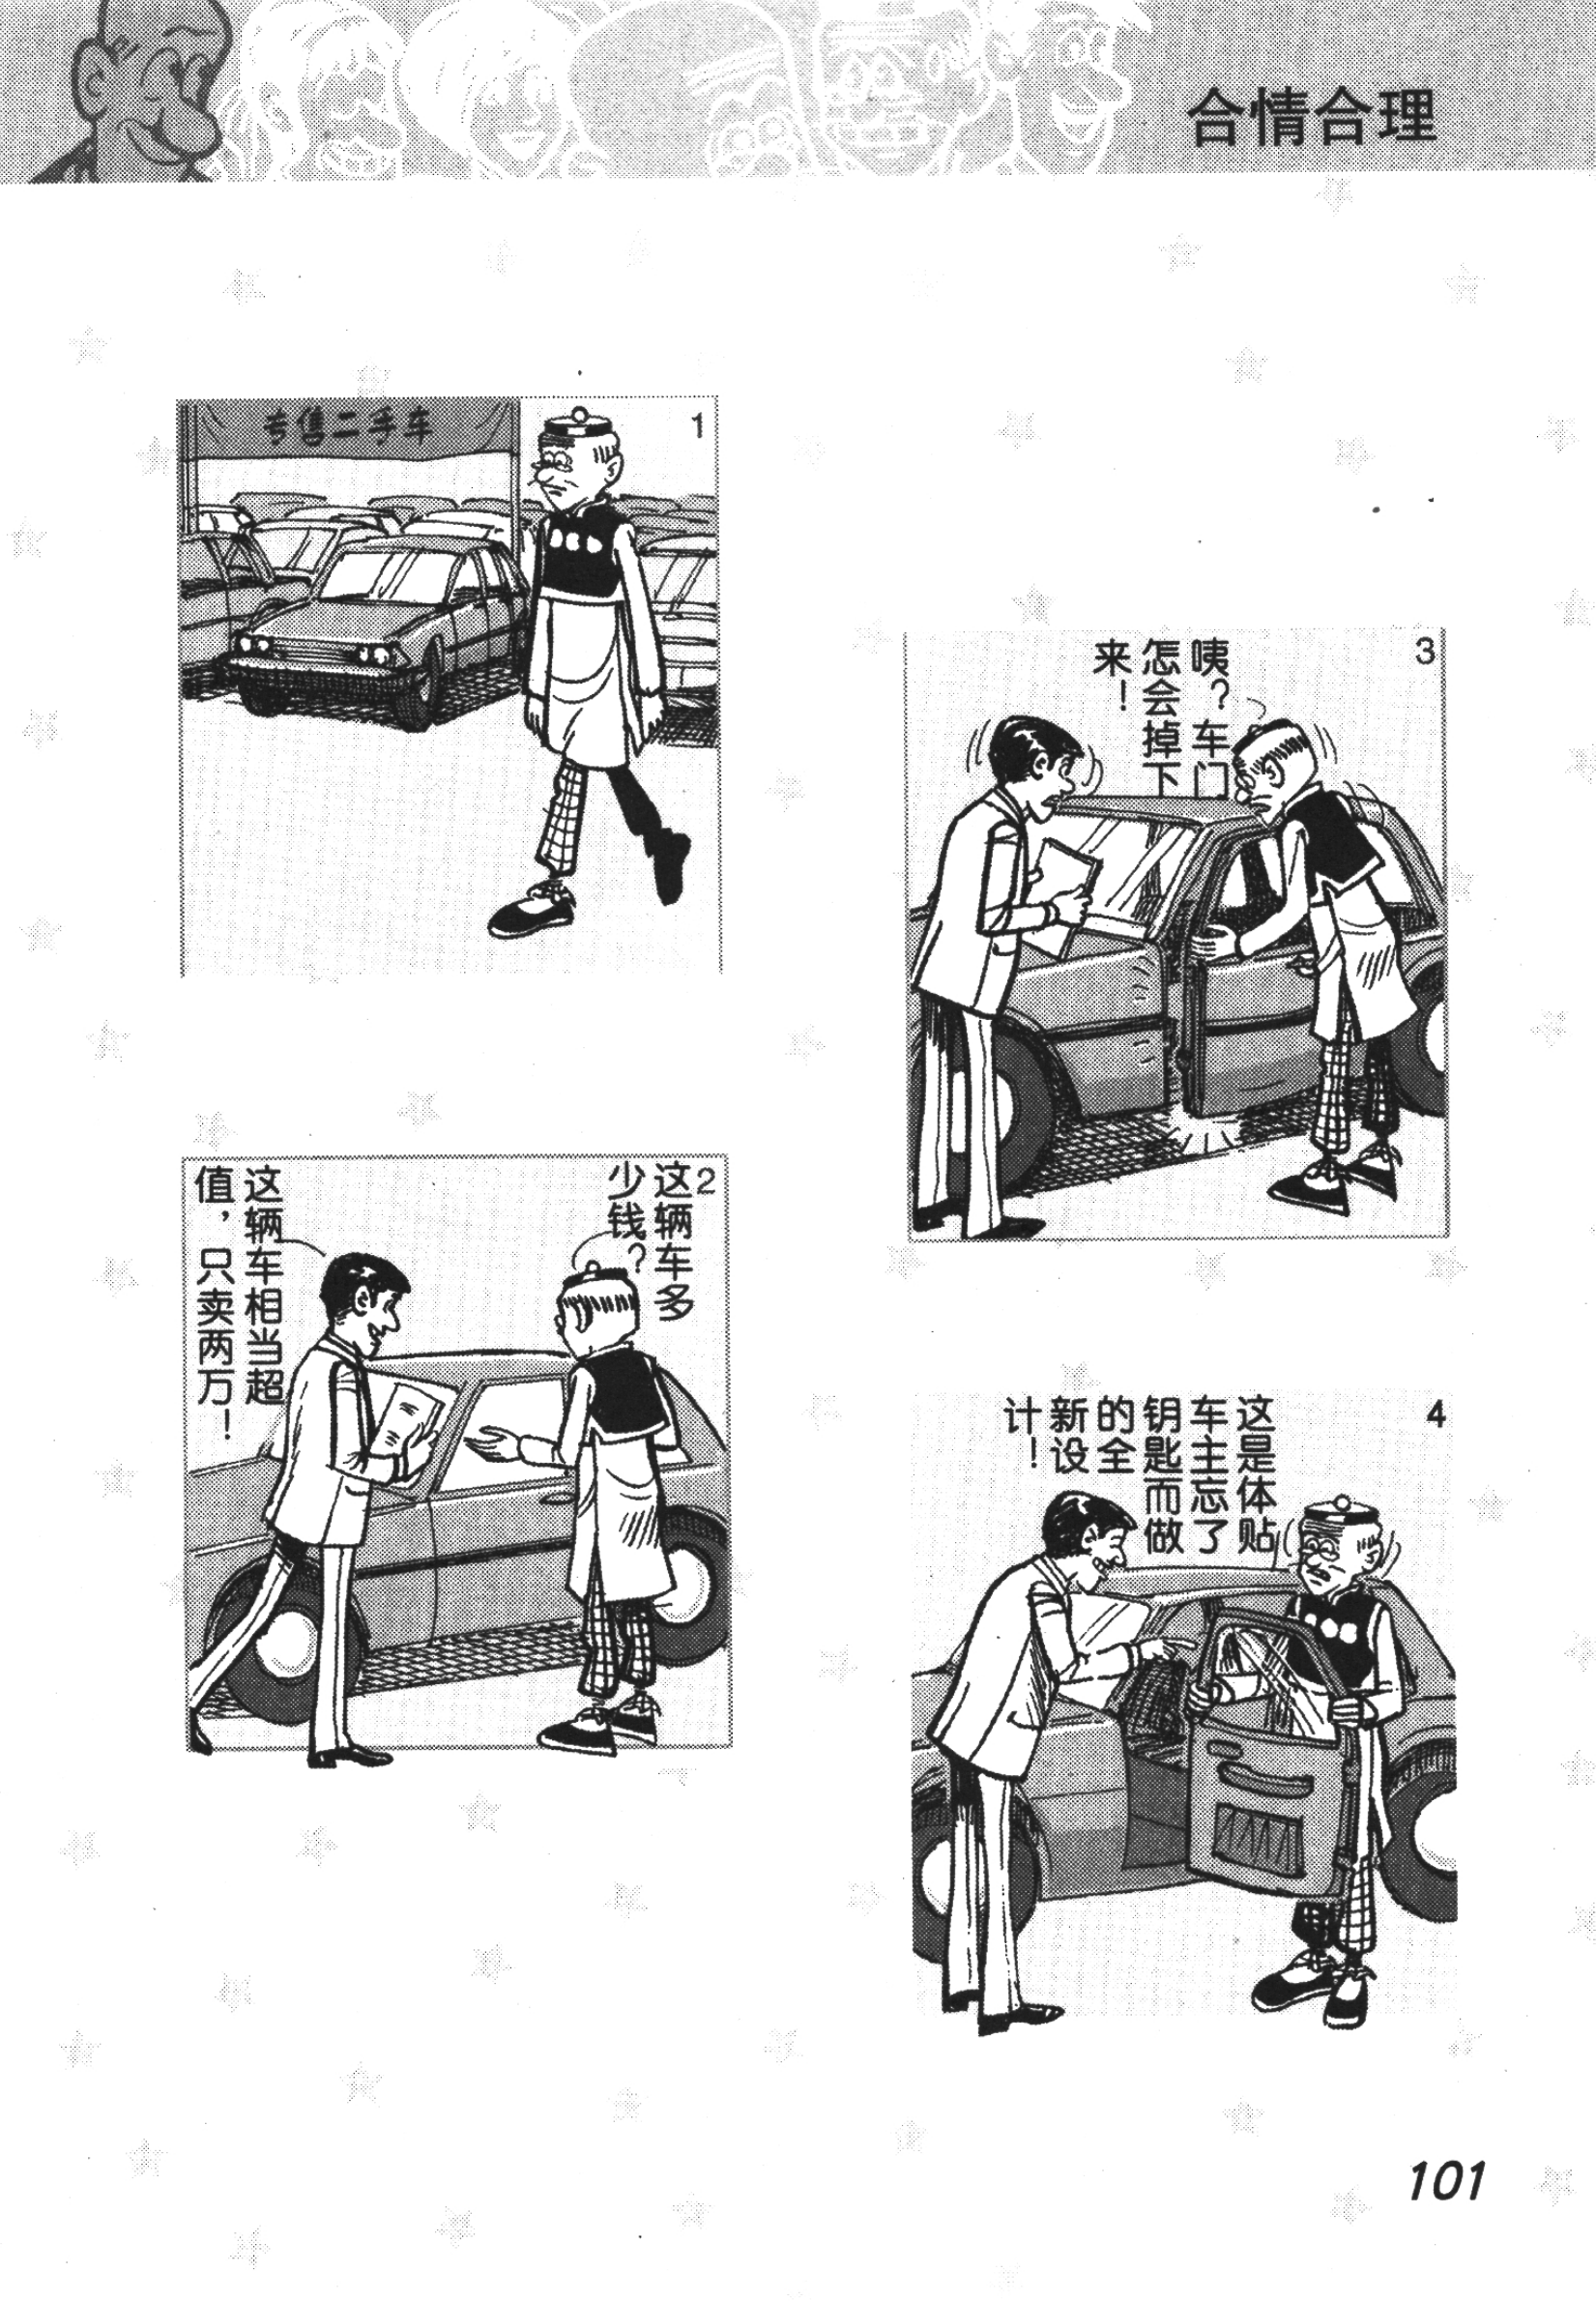 合情合理
1
专售二手车
2
这辆车多
少钱?
这辆车相当超
值，只卖两万!
3
咦?车门
怎会掉下
来!
4
这是体贴
车主忘了
钥匙而做
的全
新设
计!
101